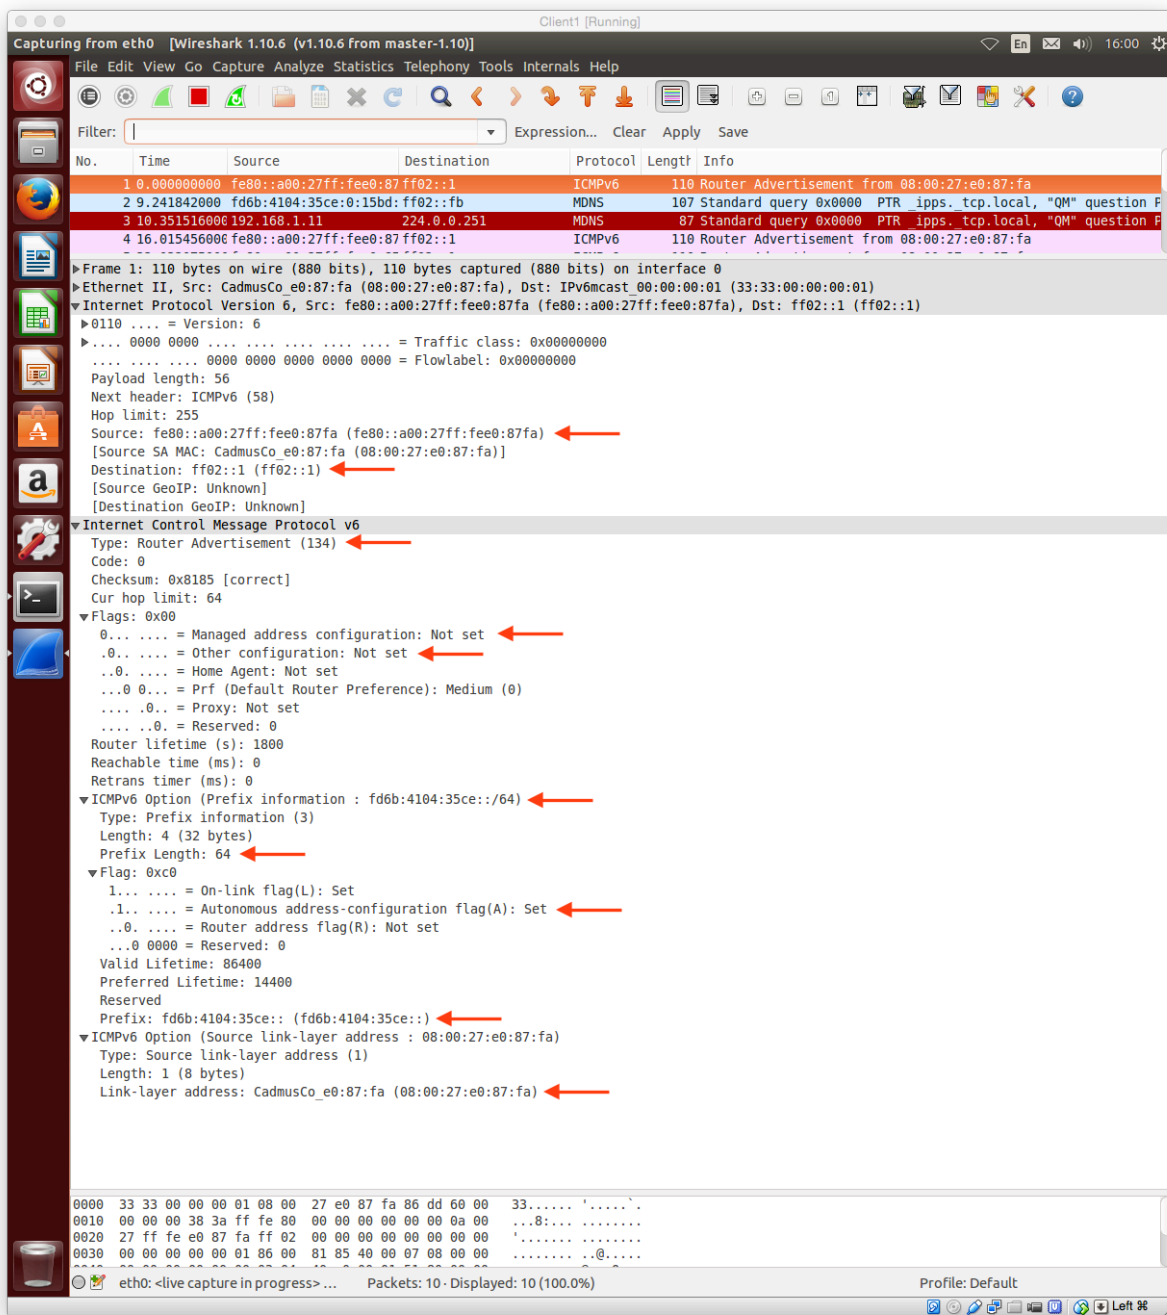 Client1 [Running]
Capturing from eth0 [Wireshark 1.10.6 (v1.10.6 from master-1.10)]
En
16:00
File Edit View Go Capture Analyze Statistics Telephony Tools Internals Help
Filter:
Expression... Clear Apply Save
No. Time Source Destination Protocol Length Info
1 0.000000000 fe80::a00:27ff:fee0:87 ff02::1 ICMPv6 110 Router Advertisement from 08:00:27:e0:87:fa
2 9.241842000 fd6b:4104:35ce:0:15bd: ff02::fb MDNS 107 Standard query 0x0000 PTR _ipps._tcp.local, "QM" question P
3 10.351516000 192.168.1.11 224.0.0.251 MDNS 87 Standard query 0x0000 PTR _ipps._tcp.local, "QM" question P
4 16.015456000 fe80::a00:27ff:fee0:87 ff02::1 ICMPv6 110 Router Advertisement from 08:00:27:e0:87:fa
Frame 1: 110 bytes on wire (880 bits), 110 bytes captured (880 bits) on interface 0
Ethernet II, Src: CadmusCo_e0:87:fa (08:00:27:e0:87:fa), Dst: IPv6mcast_00:00:00:01 (33:33:00:00:00:01)
Internet Protocol Version 6, Src: fe80::a00:27ff:fee0:87fa (fe80::a00:27ff:fee0:87fa), Dst: ff02::1 (ff02::1)
0110 .... = Version: 6
.... 0000 0000 .... .... .... .... .... = Traffic class: 0x00000000
.... .... .... 0000 0000 0000 0000 0000 = Flowlabel: 0x00000000
Payload length: 56
Next header: ICMPv6 (58)
Hop limit: 255
Source: fe80::a00:27ff:fee0:87fa (fe80::a00:27ff:fee0:87fa)
[Source SA MAC: CadmusCo_e0:87:fa (08:00:27:e0:87:fa)]
Destination: ff02::1 (ff02::1)
[Source GeoIP: Unknown]
[Destination GeoIP: Unknown]
Internet Control Message Protocol v6
Type: Router Advertisement (134)
Code: 0
Checksum: 0x8185 [correct]
Cur hop limit: 64
Flags: 0x00
0... .... = Managed address configuration: Not set
.0.. .... = Other configuration: Not set
..0. .... = Home Agent: Not set
...0 0... = Prf (Default Router Preference): Medium (0)
.... .0.. = Proxy: Not set
.... ..0. = Reserved: 0
Router lifetime (s): 1800
Reachable time (ms): 0
Retrans timer (ms): 0
ICMPv6 Option (Prefix information : fd6b:4104:35ce::/64)
Type: Prefix information (3)
Length: 4 (32 bytes)
Prefix Length: 64
Flag: 0xc0
1... .... = On-link flag(L): Set
.1.. .... = Autonomous address-configuration flag(A): Set
..0. .... = Router address flag(R): Not set
...0 0000 = Reserved: 0
Valid Lifetime: 86400
Preferred Lifetime: 14400
Reserved
Prefix: fd6b:4104:35ce:: (fd6b:4104:35ce::)
ICMPv6 Option (Source link-layer address : 08:00:27:e0:87:fa)
Type: Source link-layer address (1)
Length: 1 (8 bytes)
Link-layer address: CadmusCo_e0:87:fa (08:00:27:e0:87:fa)
0000 33 33 00 00 00 01 08 00 27 e0 87 fa 86 dd 60 00 33...... '.....`.
0010 00 00 00 38 3a ff fe 80 00 00 00 00 00 00 0a 00 ...8:... ........
0020 27 ff fe e0 87 fa ff 02 00 00 00 00 00 00 00 00 '....... ........
0030 00 00 00 00 00 01 86 00 81 85 40 00 07 08 00 00 ........ ..@.....
eth0: <live capture in progress> ... Packets: 10 · Displayed: 10 (100.0%) Profile: Default
Left ⌘